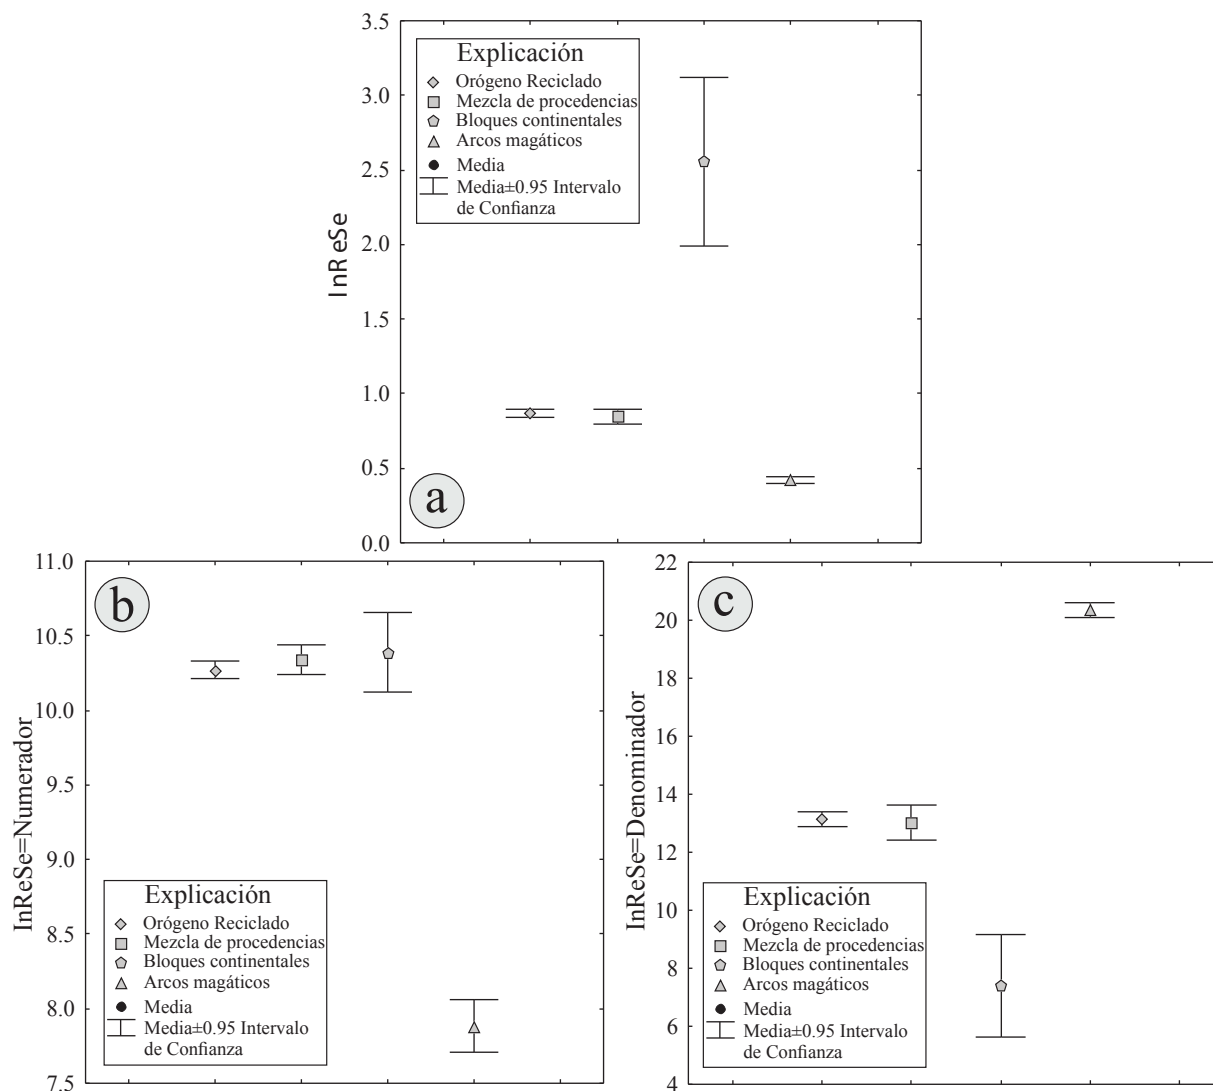 3.5
3.0
2.5
2.0
1.5
1.0
0.5
0.0
InReSe
Explicación
Orógeno Reciclado
Mezcla de procedencias
Bloques continentales
Arcos magáticos
Media
Media±0.95 Intervalo
de Confianza
a
11.0
10.5
10.0
9.5
9.0
8.5
8.0
7.5
InReSe=Numerador
b
Explicación
Orógeno Reciclado
Mezcla de procedencias
Bloques continentales
Arcos magáticos
Media
Media±0.95 Intervalo
de Confianza
22
20
18
16
14
12
10
8
6
4
InReSe=Denominador
c
Explicación
Orógeno Reciclado
Mezcla de procedencias
Bloques continentales
Arcos magáticos
Media
Media±0.95 Intervalo
de Confianza